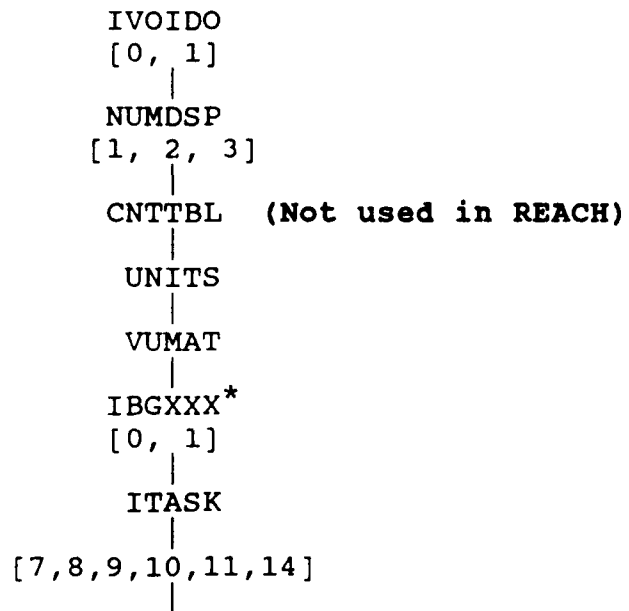 IVOIDO
[0, 1]
NUMDSP
[1, 2, 3]
CNTTBL (Not used in REACH)
UNITS
VUMAT
IBGXXX*
[0, 1]
ITASK
[7,8,9,10,11,14]